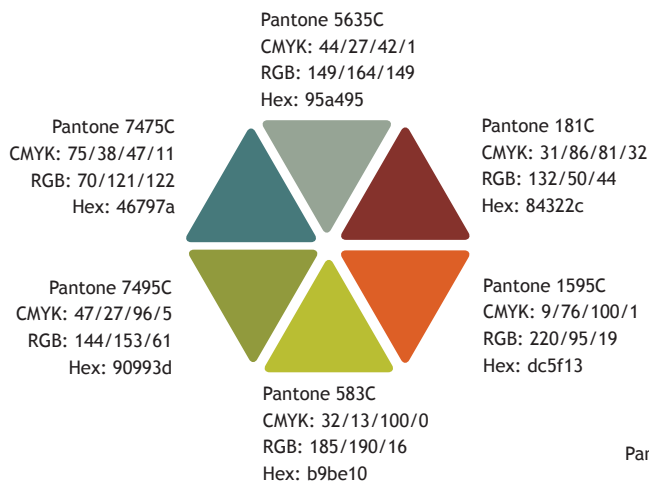 Pantone 5635C
CMYK: 44/27/42/1
RGB: 149/164/149
Hex: 95a495
Pantone 7475C
CMYK: 75/38/47/11
RGB: 70/121/122
Hex: 46797a
Pantone 181C
CMYK: 31/86/81/32
RGB: 132/50/44
Hex: 84322c
Pantone 7495C
CMYK: 47/27/96/5
RGB: 144/153/61
Hex: 90993d
Pantone 1595C
CMYK: 9/76/100/1
RGB: 220/95/19
Hex: dc5f13
Pantone 583C
CMYK: 32/13/100/0
RGB: 185/190/16
Hex: b9be10